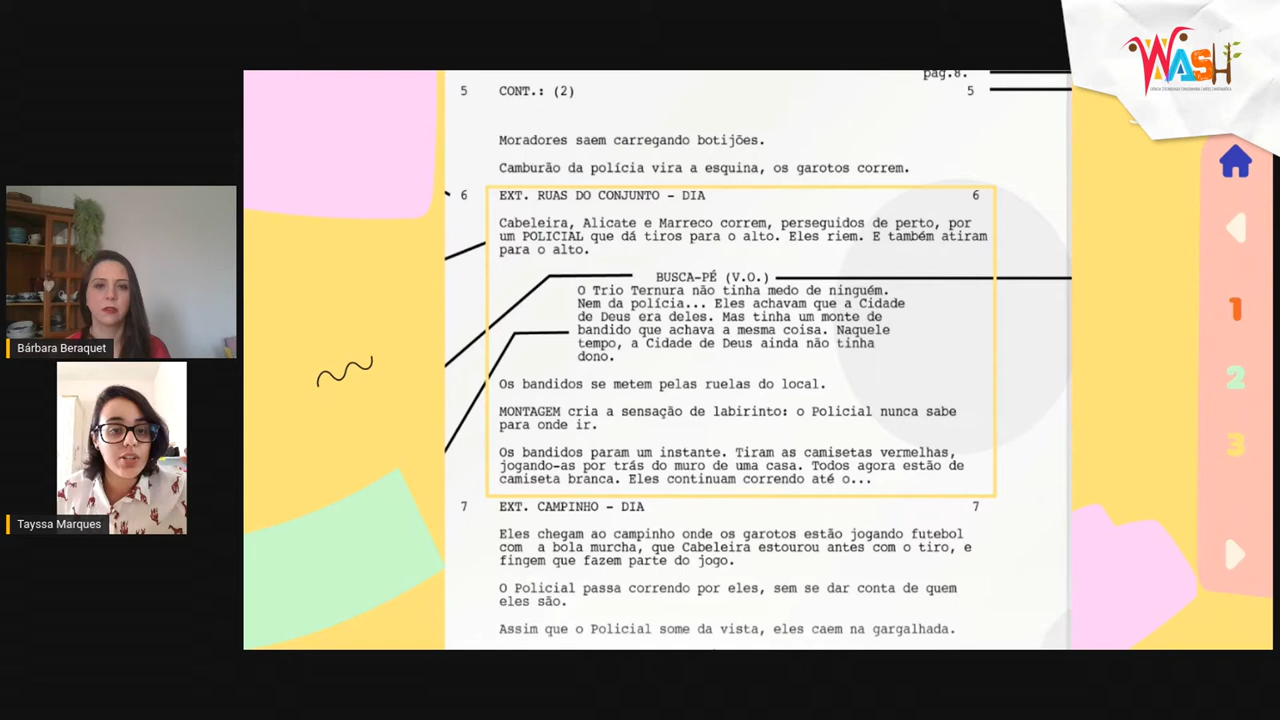 WASH
pág.8.
5 CONT.: (2) 5
Moradores saem carregando botijões.
Camburão da polícia vira a esquina, os garotos correm.
6 EXT. RUAS DO CONJUNTO - DIA 6
Cabeleira, Alicate e Marreco correm, perseguidos de perto, por
um POLICIAL que dá tiros para o alto. Eles riem. E também atiram
para o alto.
BUSCA-PÉ (V.O.)
O Trio Ternura não tinha medo de ninguém.
Nem da polícia... Eles achavam que a Cidade
de Deus era deles. Mas tinha um monte de
bandido que achava a mesma coisa. Naquele
tempo, a Cidade de Deus ainda não tinha
dono.
Os bandidos se metem pelas ruelas do local.
MONTAGEM cria a sensação de labirinto: o Policial nunca sabe
para onde ir.
Os bandidos param um instante. Tiram as camisetas vermelhas,
jogando-as por trás do muro de uma casa. Todos agora estão de
camiseta branca. Eles continuam correndo até o...
7 EXT. CAMPINHO - DIA 7
Eles chegam ao campinho onde os garotos estão jogando futebol
com a bola murcha, que Cabeleira estourou antes com o tiro, e
fingem que fazem parte do jogo.
O Policial passa correndo por eles, sem se dar conta de quem
eles são.
Assim que o Policial some da vista, eles caem na gargalhada.
1
2
3
Bárbara Beraquet
Tayssa Marques